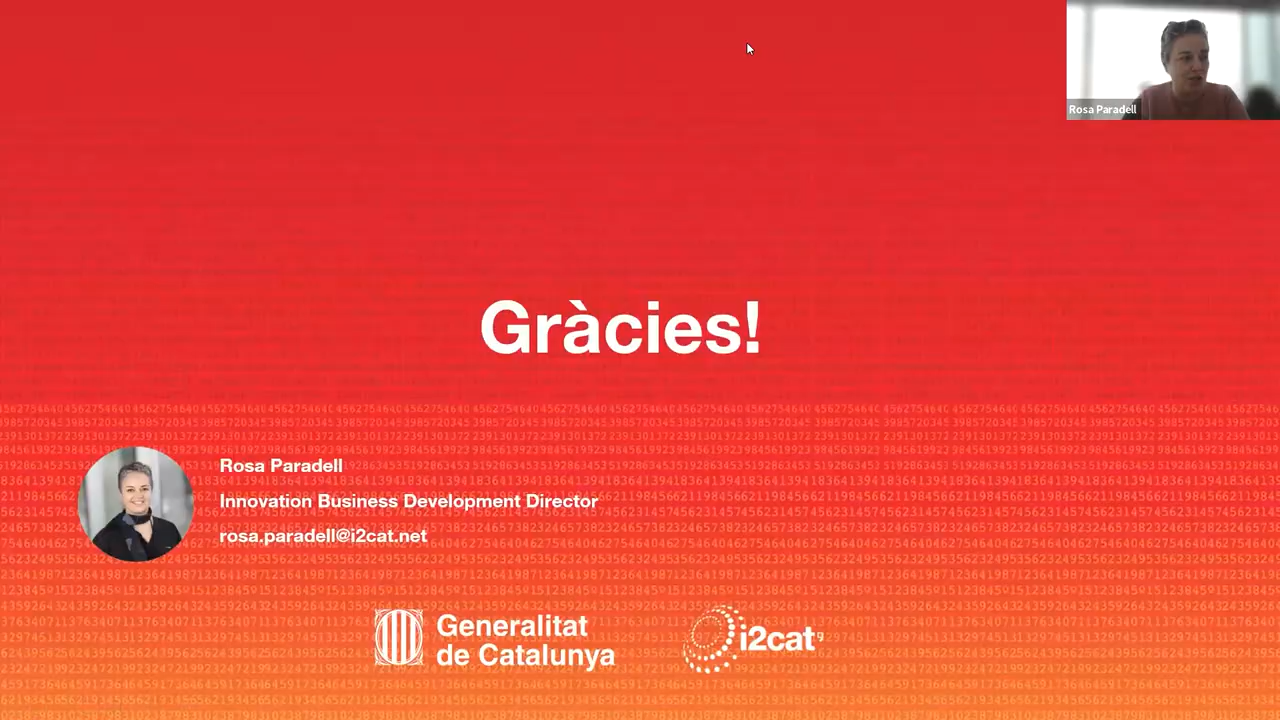 Rosa Paradell
Gràcies!
Rosa Paradell
Innovation Business Development Director
rosa.paradell@i2cat.net
Generalitat
de Catalunya
i2cat